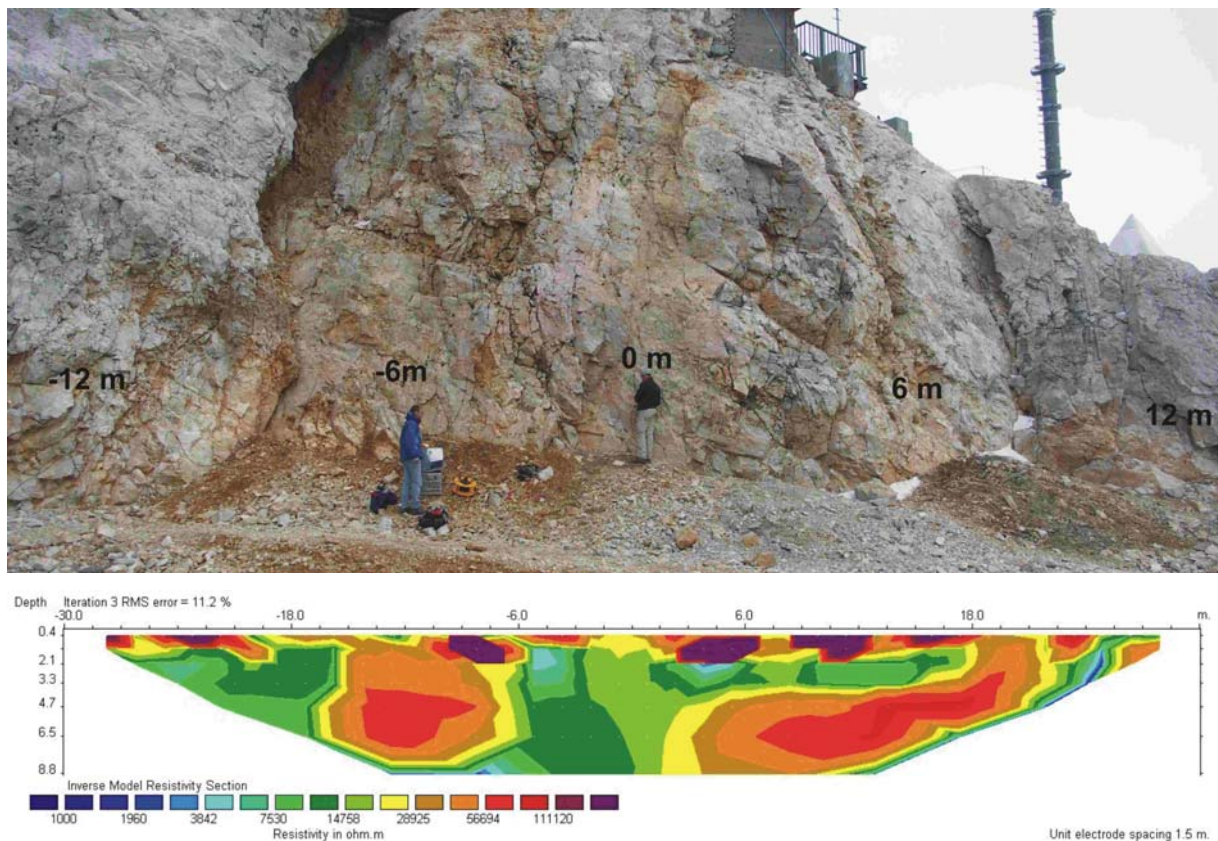 -12 m
-6m
0 m
6 m
12 m
Depth Iteration 3 RMS error = 11.2 %
-30.0 -18.0 -6.0 6.0 18.0 m.
0.4
2.1
3.3
4.7
6.5
8.8
Inverse Model Resistivity Section
1000 1960 3842 7530 14758 28925 56694 111120
Resistivity in ohm.m
Unit electrode spacing 1.5 m.